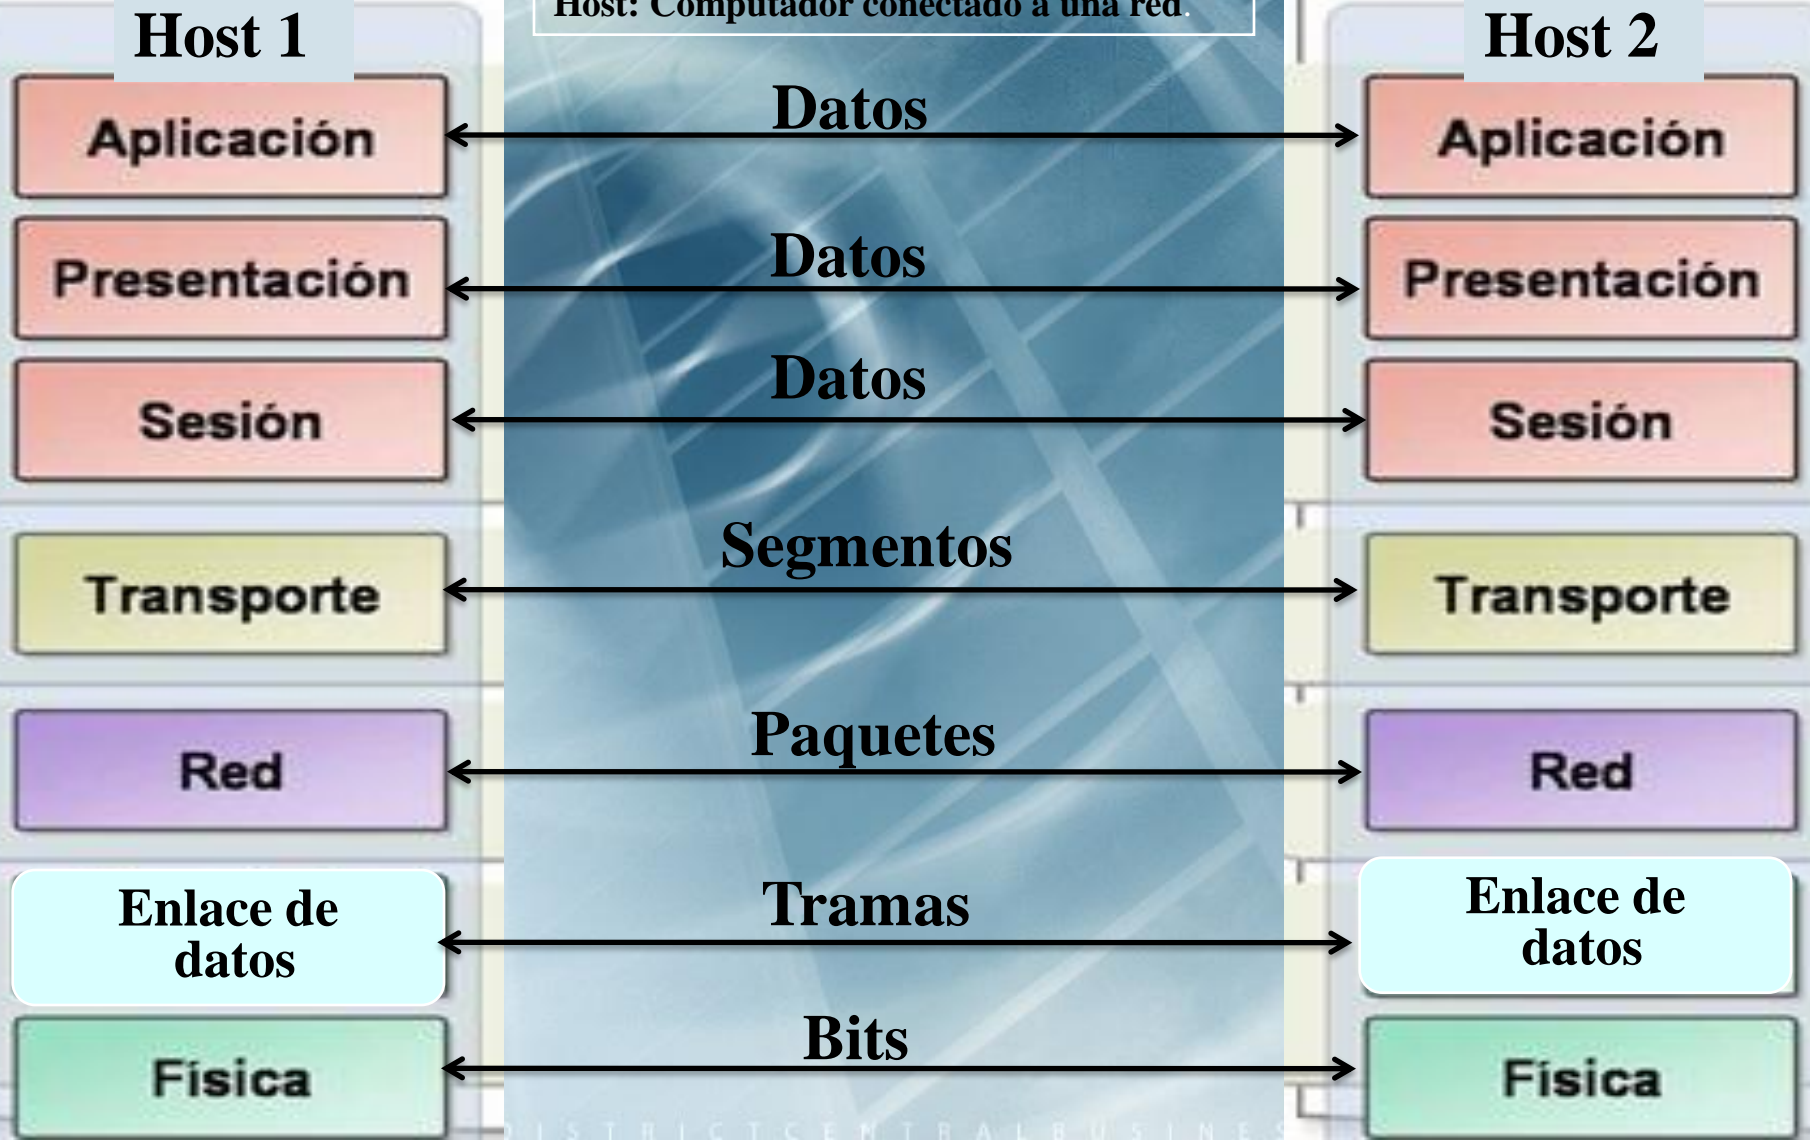 Host: Computador conectado a una red.
Host 1
Host 2
Aplicación
Datos
Aplicación
Presentación
Datos
Presentación
Sesión
Datos
Sesión
Transporte
Segmentos
Transporte
Red
Paquetes
Red
Enlace de
datos
Tramas
Enlace de
datos
Física
Bits
Física
DISTRICTCENTRALBUSINES